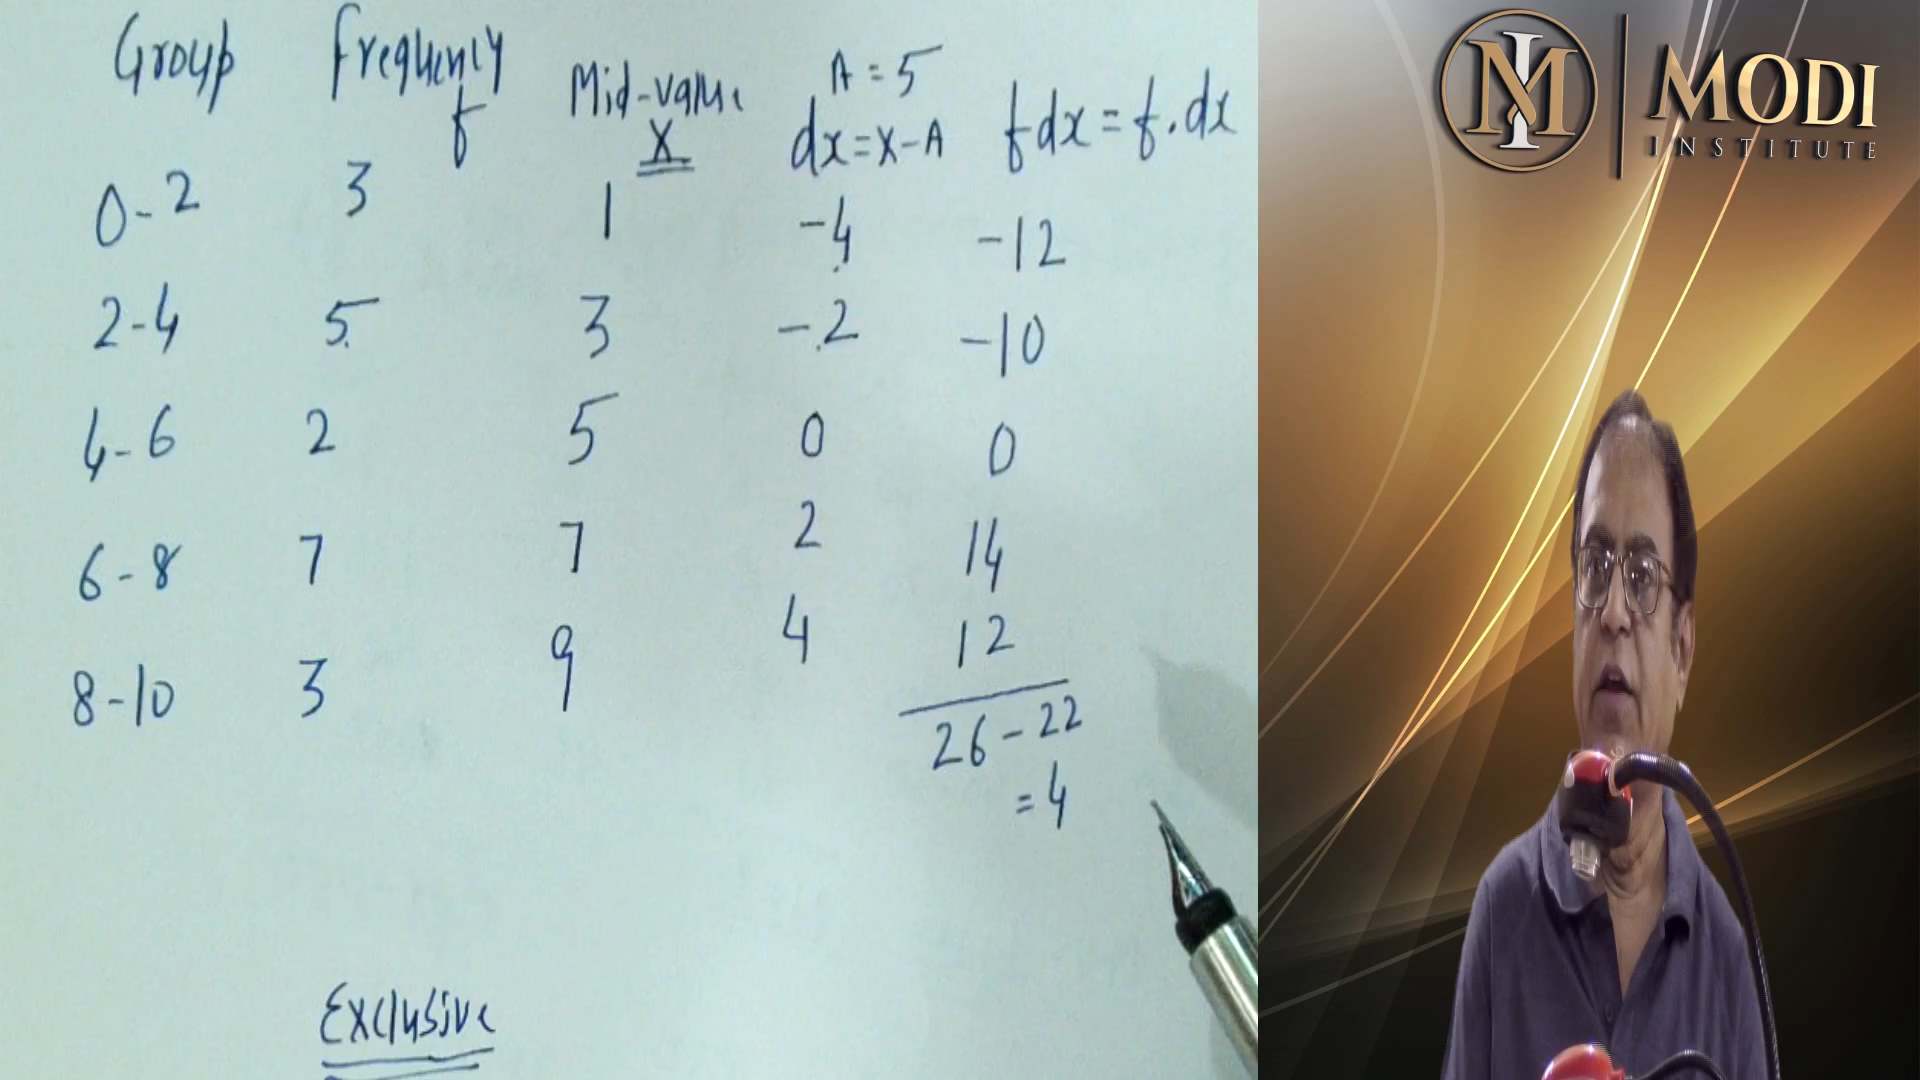 Group Frequency f Mid-value X A = 5 dx = X - A fdx = f.dx
0-2 3 1 -4 -12
2-4 5 3 -2 -10
4-6 2 5 0 0
6-8 7 7 2 14
8-10 3 9 4 12
26-22
=4
Exclusive
IM MODI
INSTITUTE